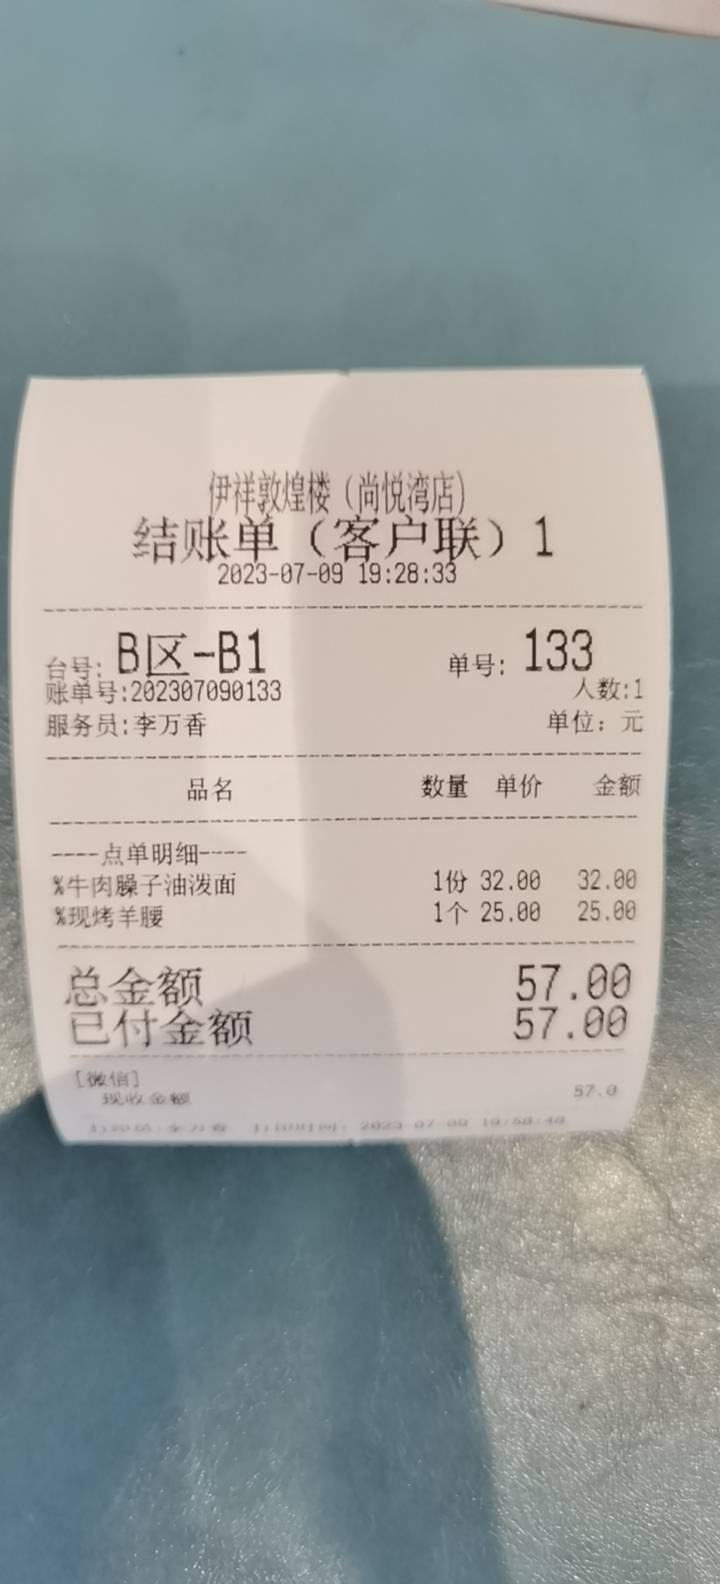 伊祥敦煌楼（尚悦湾店）
结账单（客户联）1
2023-07-09 19:28:33
台号: B区-B1 单号: 133
账单号:202307090133 人数:1
服务员:李万香 单位: 元
品名 数量 单价 金额
----点单明细----
%牛肉臊子油泼面 1份 32.00 32.00
%现烤羊腰 1个 25.00 25.00
总金额 57.00
已付金额 57.00
[微信]
现收金额 57.0
2023-07-09